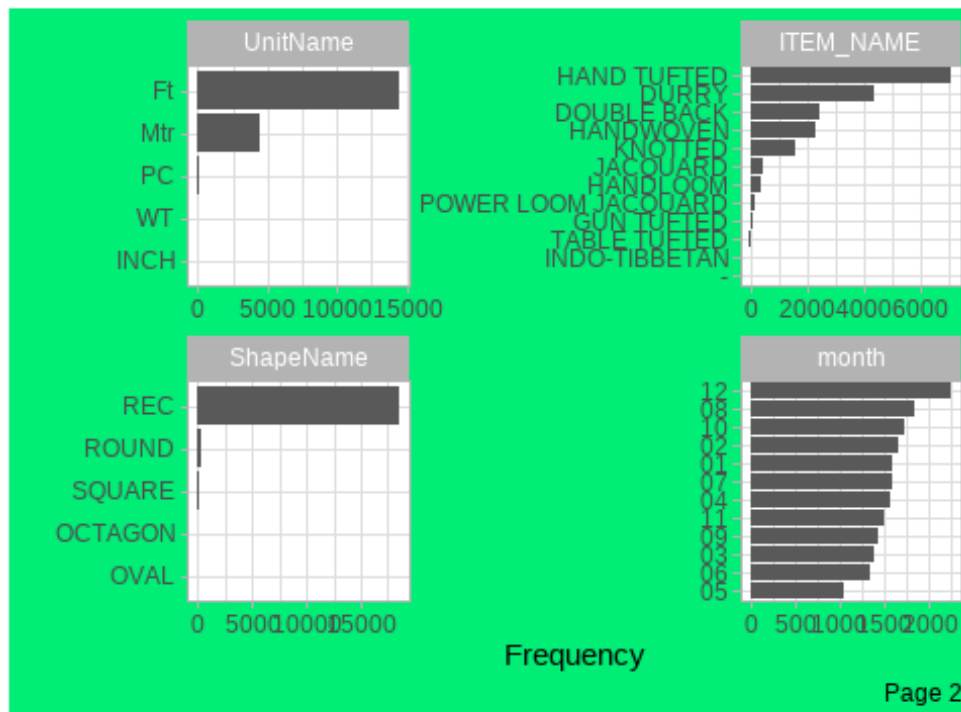 UnitName
Ft
Mtr
PC
WT
INCH
0 5000 10000 15000
ITEM_NAME
HAND TUFTED
DURRY
DOUBLE BACK
HANDWOVEN
KNOTTED
JACQUARD
HANDLOOM
POWER LOOM JACQUARD
GUN TUFTED
TABLE TUFTED
INDO-TIBBETAN
-
0 2000 4000 6000
ShapeName
REC
ROUND
SQUARE
OCTAGON
OVAL
0 5000 10000 15000
month
12
08
10
02
01
07
04
11
09
03
06
05
0 500 1000 1500 2000
Frequency
Page 2